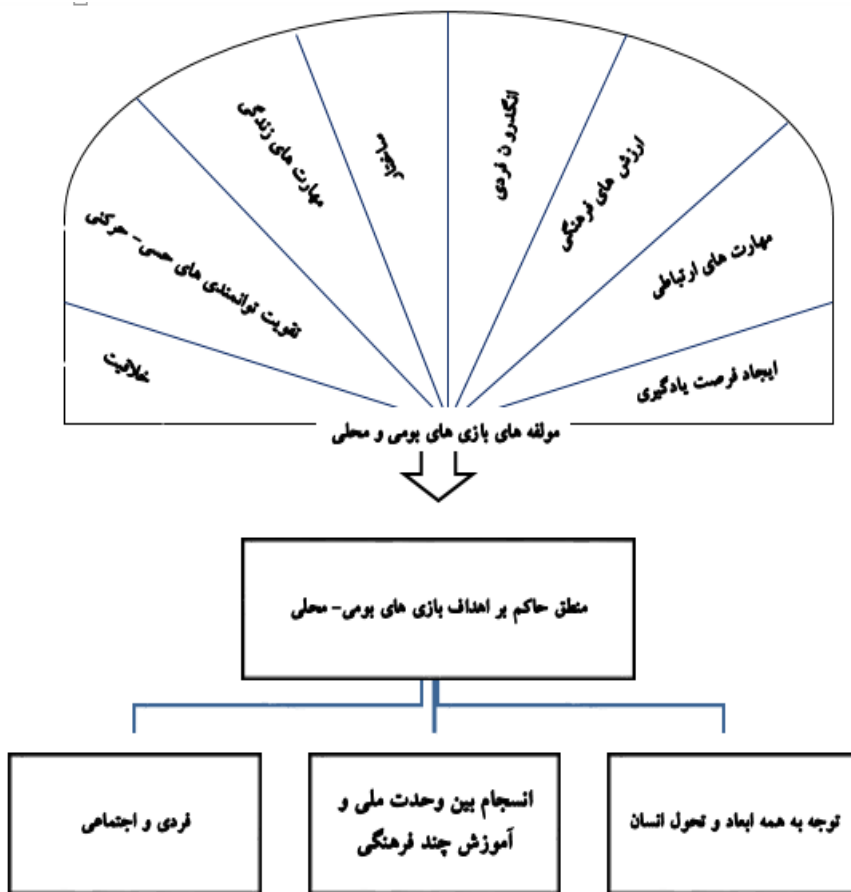 ایجاد فرصت یادگیری
مهارت های ارتباطی
ارزش های فرهنگی
انگدرون فردی
ساختار
مهارت های زندگی
تقویت توانمندی های حسی- حرکتی
خلاقیت
مولفه های بازی های بومی و محلی
منطق حاکم بر اهداف بازی های بومی- محلی
توجه به همه ابعاد و تحول انسان
انسجام بین وحدت ملی و
آموزش چند فرهنگی
فردی و اجتماعی